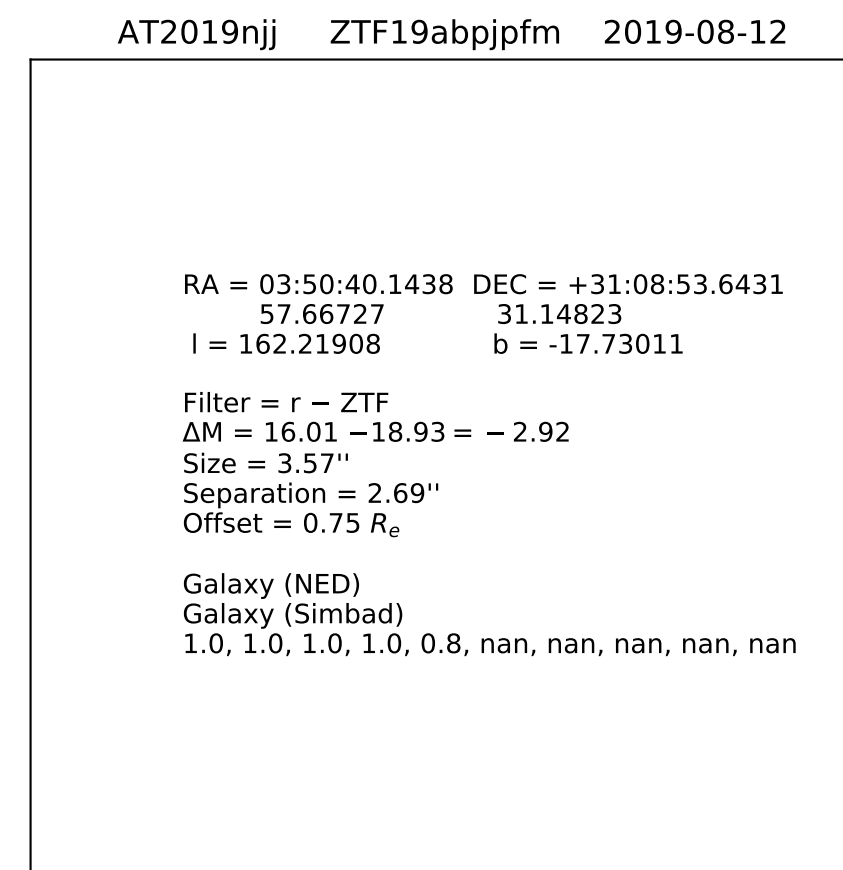 AT2019njj ZTF19abpjpfm 2019-08-12
RA = 03:50:40.1438 DEC = +31:08:53.6431
57.66727 31.14823
l = 162.21908 b = -17.73011
Filter = r − ZTF
ΔM = 16.01 −18.93 = − 2.92
Size = 3.57''
Separation = 2.69''
Offset = 0.75 Rₑ
Galaxy (NED)
Galaxy (Simbad)
1.0, 1.0, 1.0, 1.0, 0.8, nan, nan, nan, nan, nan